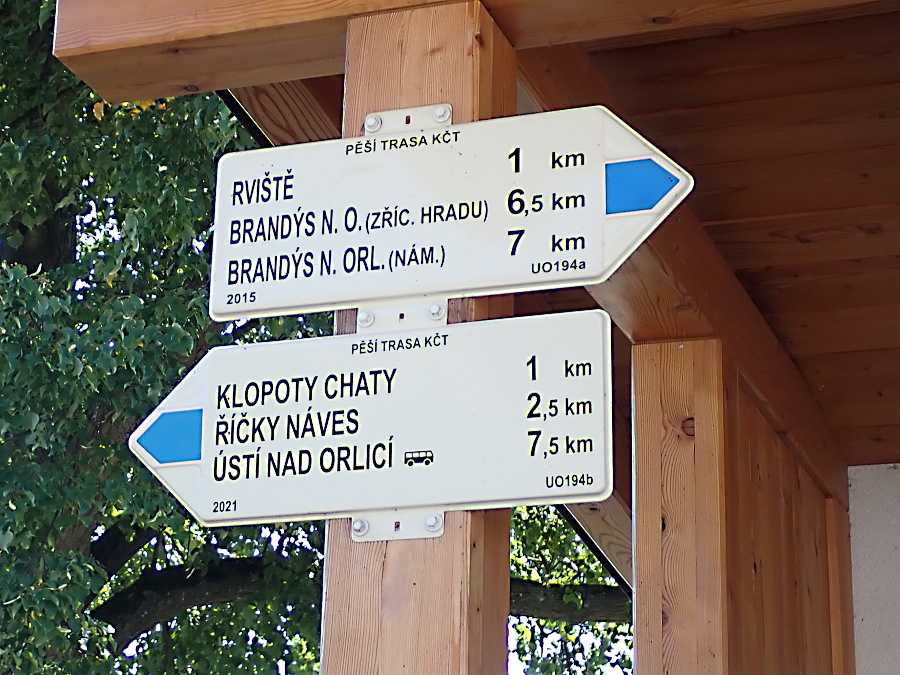 PĚŠÍ TRASA KČT
RVIŠTĚ 1 km
BRANDÝS N. O. (ZŘÍC. HRADU) 6,5 km
BRANDÝS N. ORL. (NÁM.) 7 km
2015 UO194a
PĚŠÍ TRASA KČT
KLOPOTY CHATY 1 km
ŘÍČKY NÁVES 2,5 km
ÚSTÍ NAD ORLICÍ 7,5 km
2021 UO194b